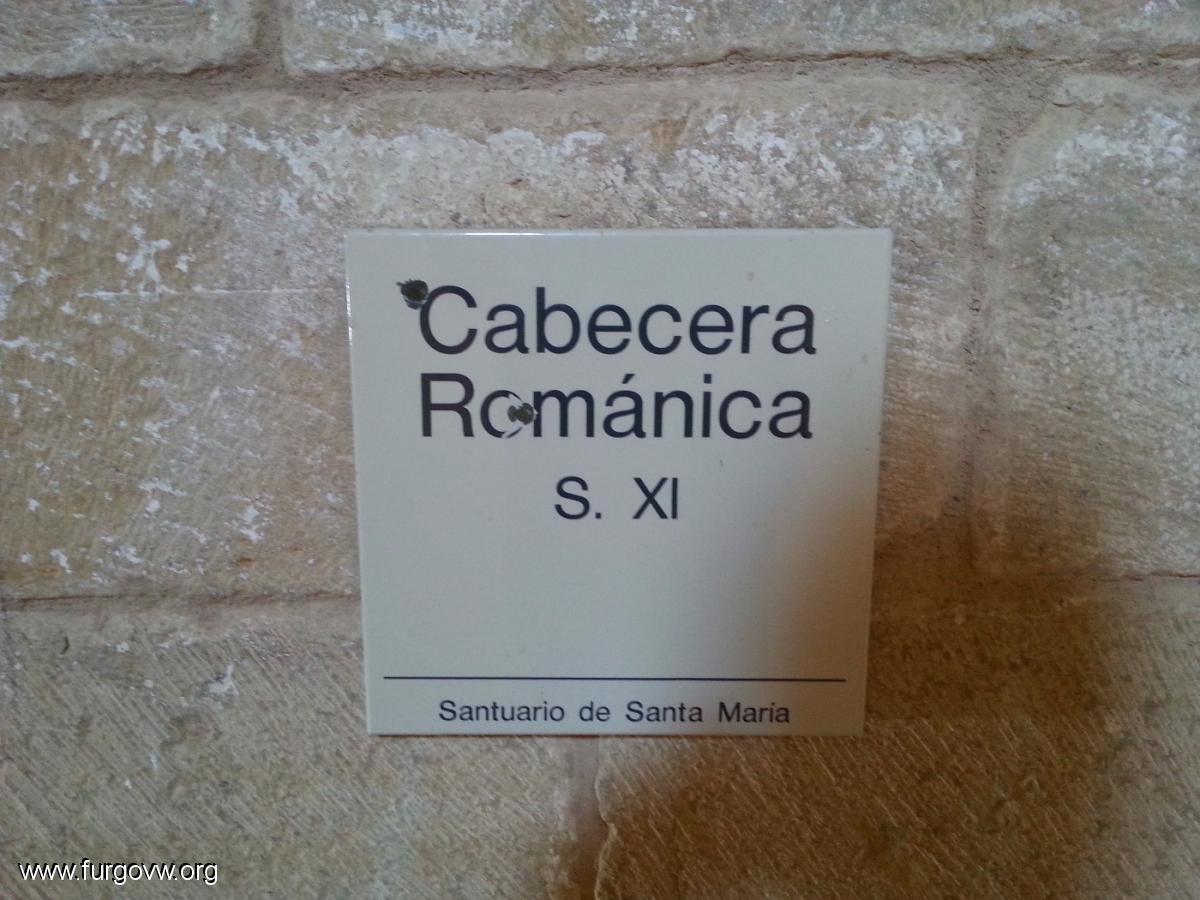 Cabecera
Románica
S. XI
Santuario de Santa María
www.furgovw.org